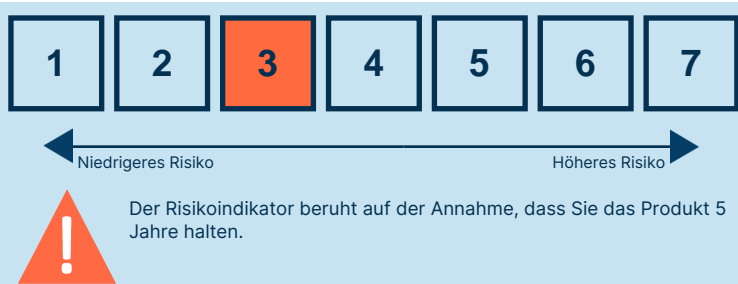 1 2 3 4 5 6 7
Niedrigeres Risiko Höheres Risiko
Der Risikoindikator beruht auf der Annahme, dass Sie das Produkt 5
Jahre halten.
!